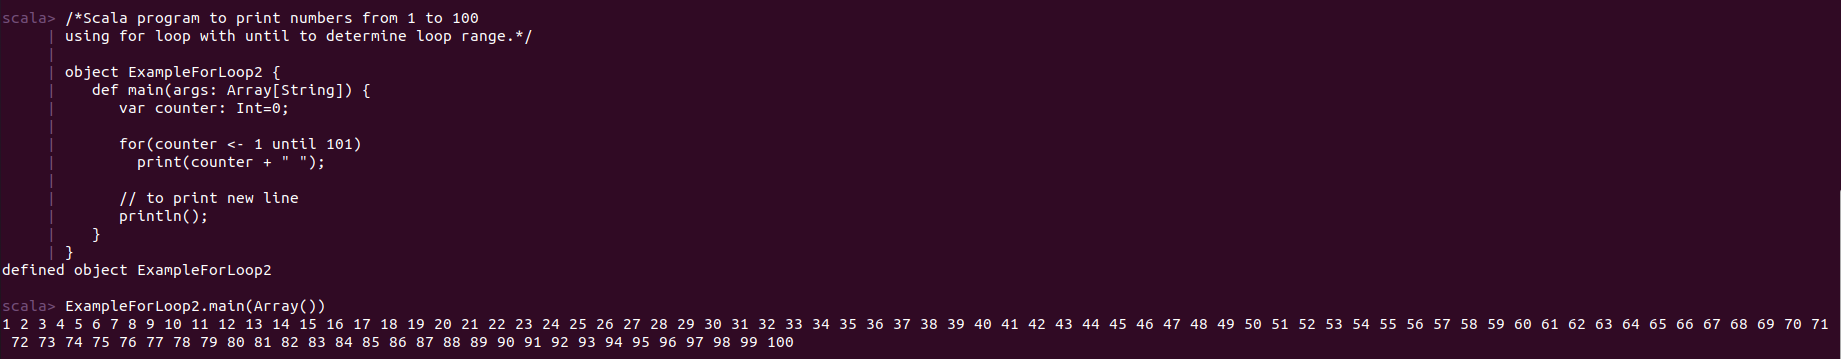 scala> /*Scala program to print numbers from 1 to 100
     | using for loop with until to determine loop range.*/
     |
     | object ExampleForLoop2 {
     |    def main(args: Array[String]) {
     |       var counter: Int=0;
     |
     |       for(counter <- 1 until 101)
     |         print(counter + " ");
     |
     |       // to print new line
     |       println();
     |    }
     | }
defined object ExampleForLoop2

scala> ExampleForLoop2.main(Array())
1 2 3 4 5 6 7 8 9 10 11 12 13 14 15 16 17 18 19 20 21 22 23 24 25 26 27 28 29 30 31 32 33 34 35 36 37 38 39 40 41 42 43 44 45 46 47 48 49 50 51 52 53 54 55 56 57 58 59 60 61 62 63 64 65 66 67 68 69 70 71
 72 73 74 75 76 77 78 79 80 81 82 83 84 85 86 87 88 89 90 91 92 93 94 95 96 97 98 99 100